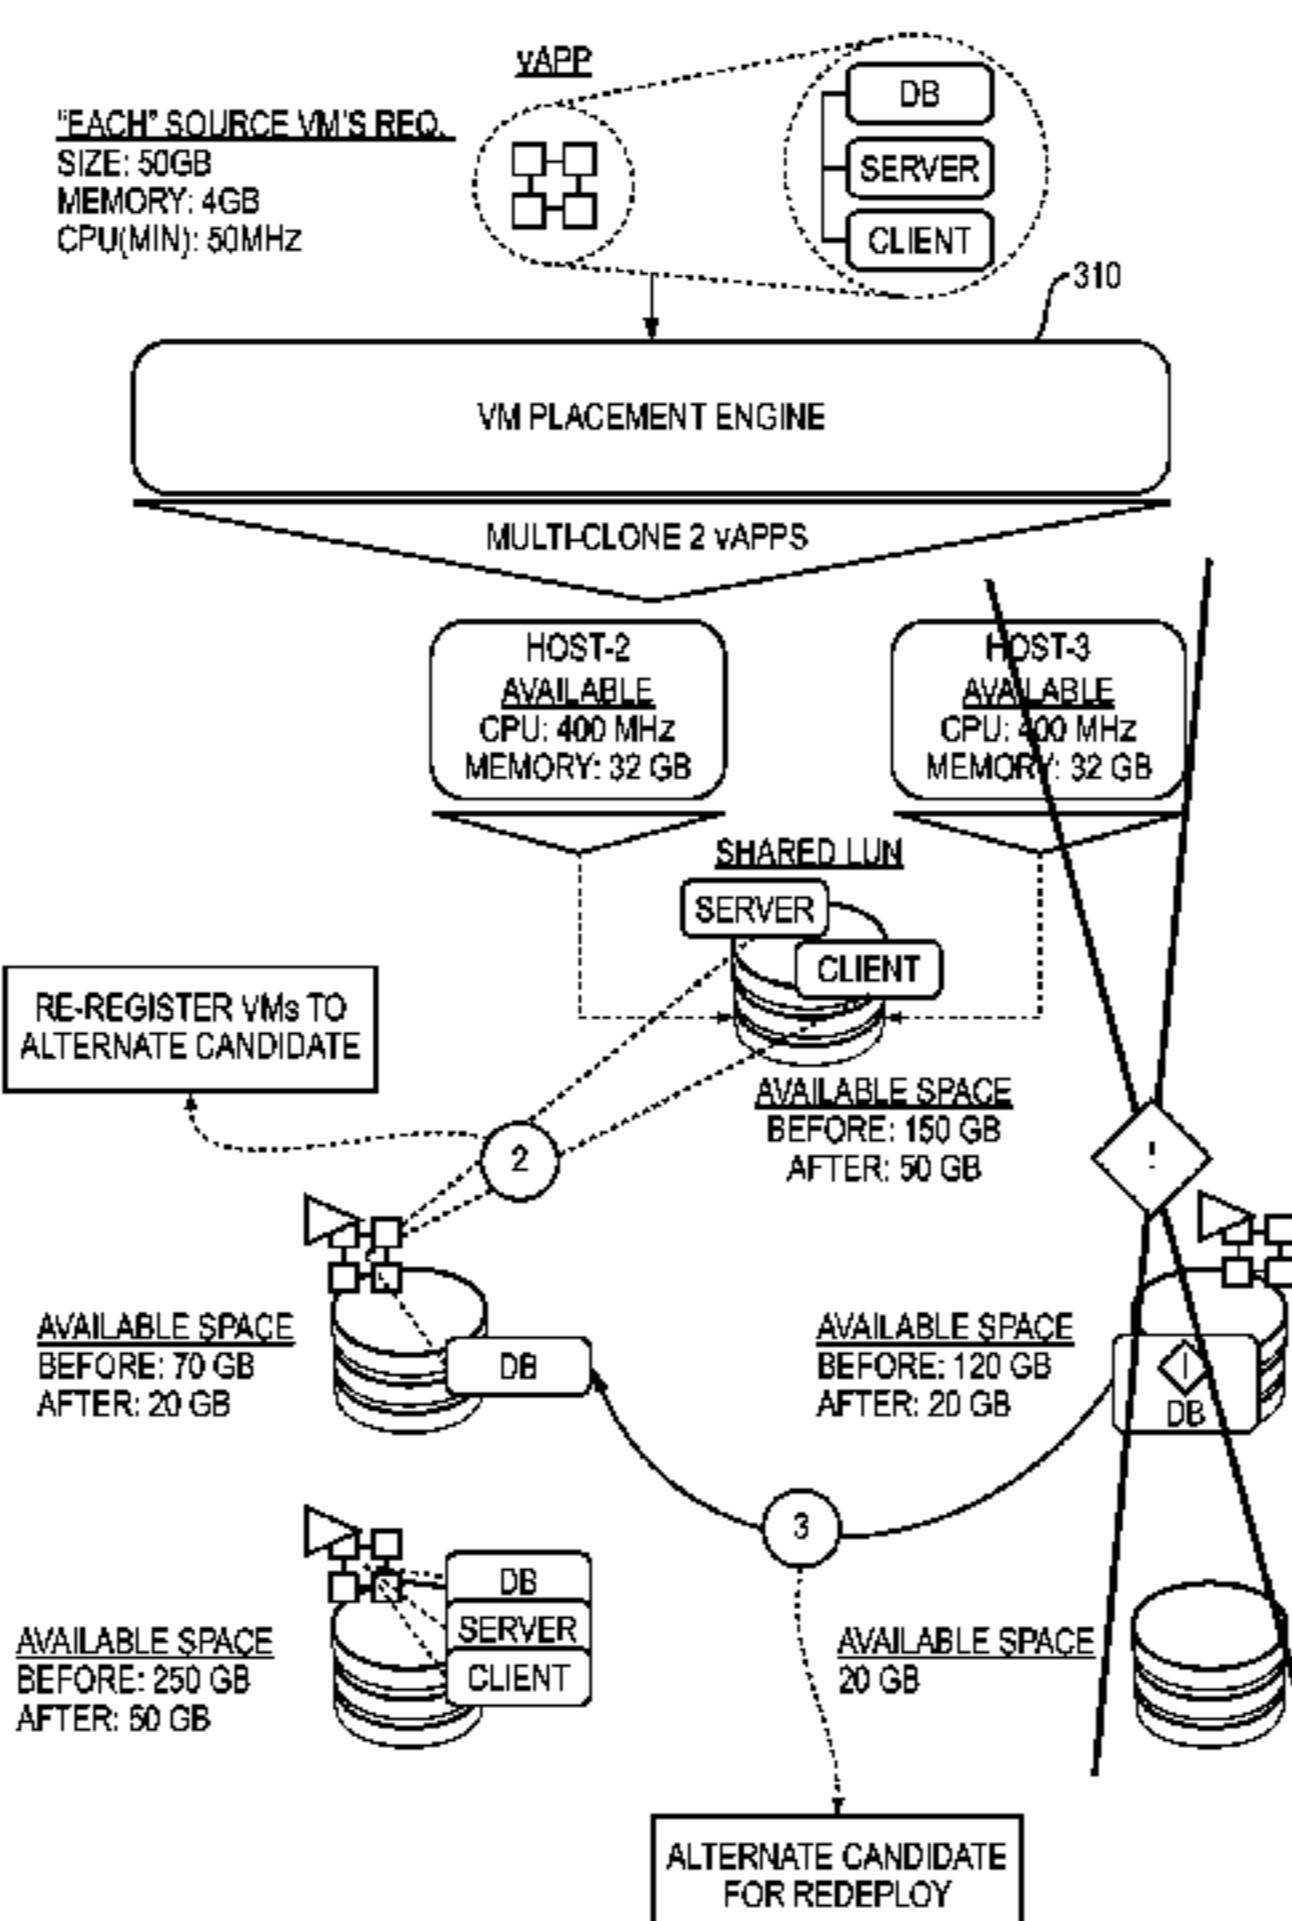 vAPP
"EACH" SOURCE VM'S REQ.
SIZE: 50GB
MEMORY: 4GB
CPU(MIN): 50MHz
DB
SERVER
CLIENT
310
VM PLACEMENT ENGINE
MULTI-CLONE 2 vAPPS
HOST-2
AVAILABLE
CPU: 400 MHz
MEMORY: 32 GB
HOST-3
AVAILABLE
CPU: 400 MHz
MEMORY: 32 GB
SHARED LUN
SERVER
CLIENT
RE-REGISTER VMs TO
ALTERNATE CANDIDATE
AVAILABLE SPACE
BEFORE: 150 GB
AFTER: 50 GB
2
!
AVAILABLE SPACE
BEFORE: 70 GB
AFTER: 20 GB
DB
AVAILABLE SPACE
BEFORE: 120 GB
AFTER: 20 GB
DB
3
DB
SERVER
CLIENT
AVAILABLE SPACE
BEFORE: 250 GB
AFTER: 50 GB
AVAILABLE SPACE
20 GB
ALTERNATE CANDIDATE
FOR REDEPLOY